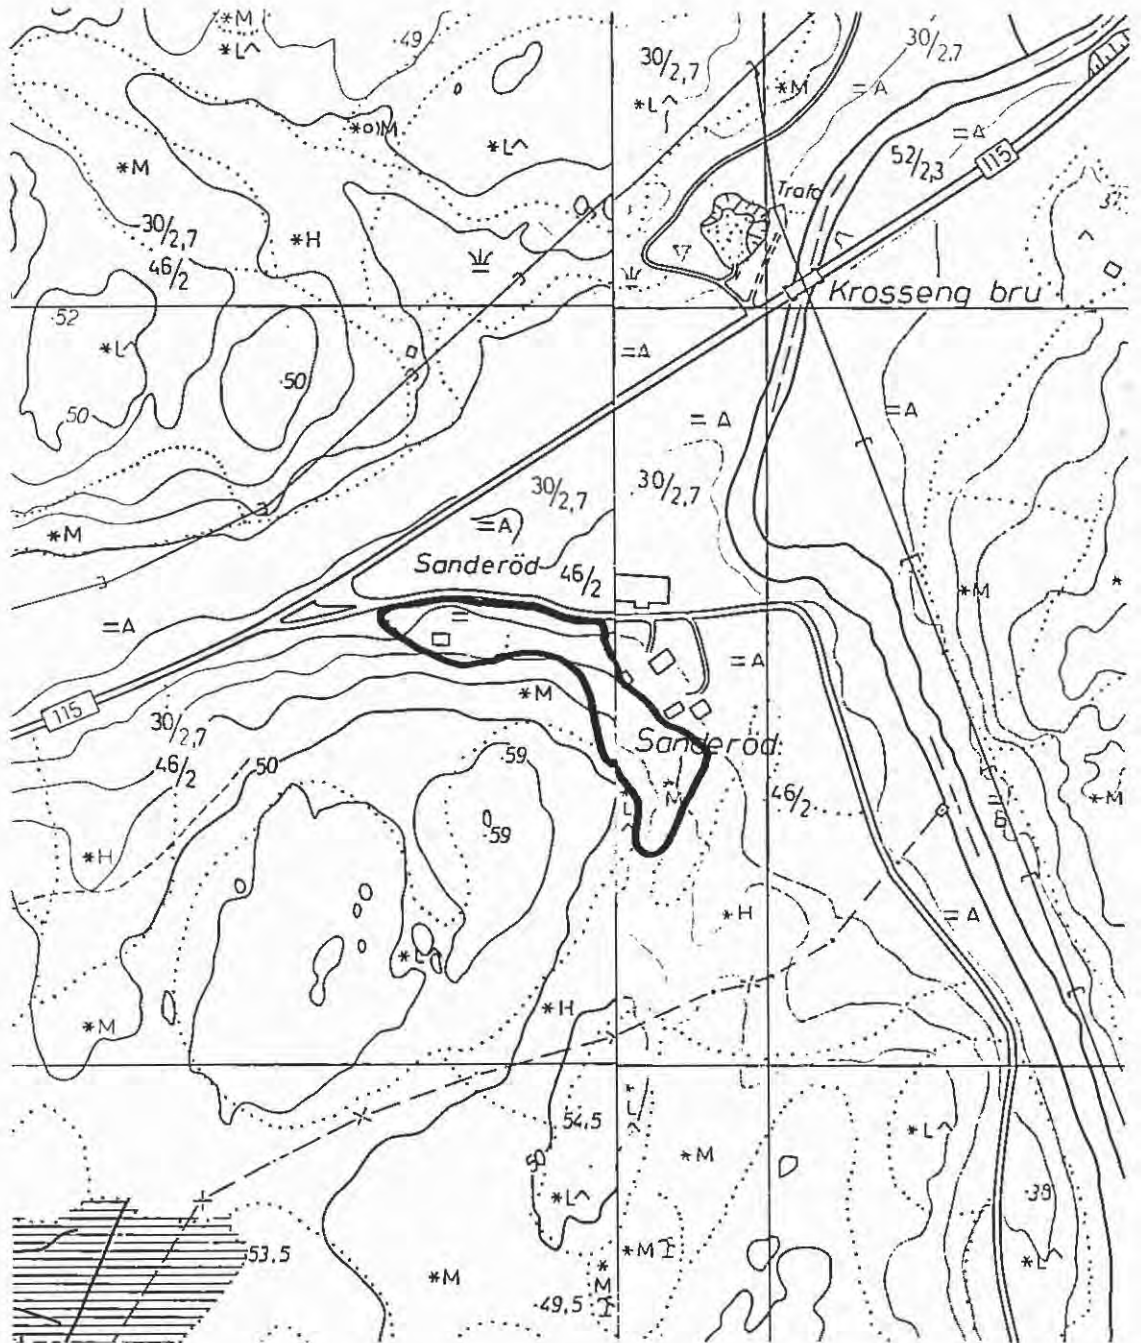 *M
.49
*L^
30/2,7
30/2,7
*M
=A
*L^
*o)M
*L^
=A
*M
52/2,3
115
Trafo
30/2,7
*H
46/2
Krosseng bru
52
*L^
=A
.50
50
=A
=A
30/2,7
30/2,7
=A
*M
Sanderöd
46/2
*M
=A
=
=A
*M
115
30/2,7
Sanderöd
46/2
50
.59
*
M
46/2
*M
L
^
59
6
*H
*H
=A
*L^
*H
*M
54,5
L
^
*L^
*M
50
*L^
.38
53,5
*M
*M
*L^
*M
.49,5